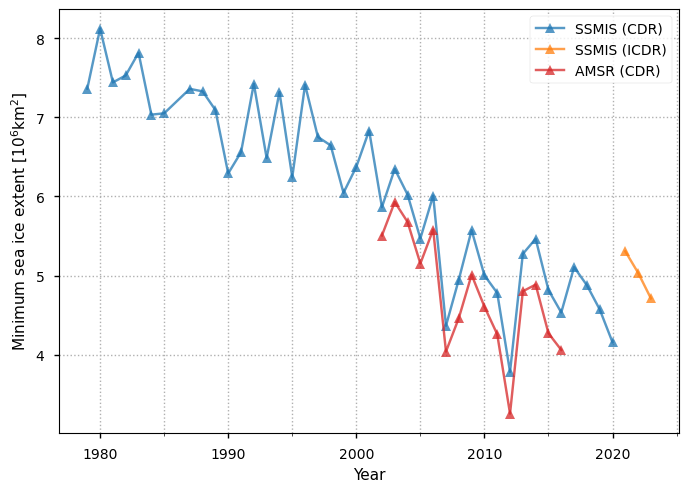 SSMIS (CDR)
SSMIS (ICDR)
AMSR (CDR)
Minimum sea ice extent [10⁶km²]
8
7
6
5
4
1980 1990 2000 2010 2020
Year